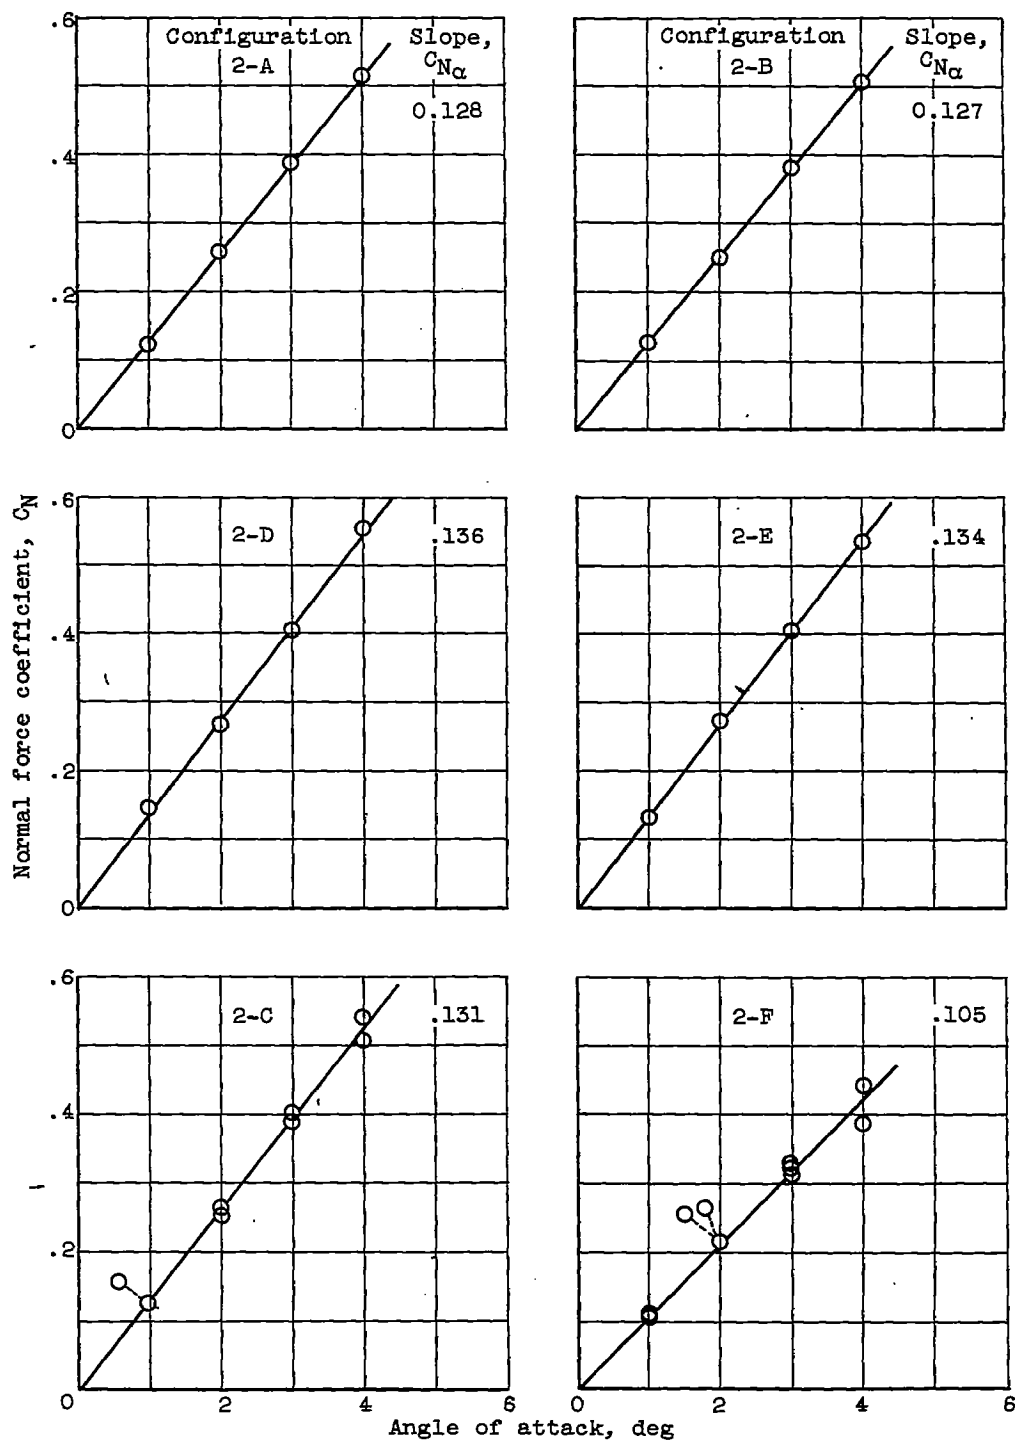 .6
Configuration
2-A
Slope,
CNα
0.128
.4
.2
0
Configuration
2-B
Slope,
CNα
0.127
Normal force coefficient, CN
.6
2-D
.136
.4
.2
0
2-E
.134
.6
2-C
.131
.4
.2
0
2
4
6
2-F
.105
0
2
4
6
Angle of attack, deg